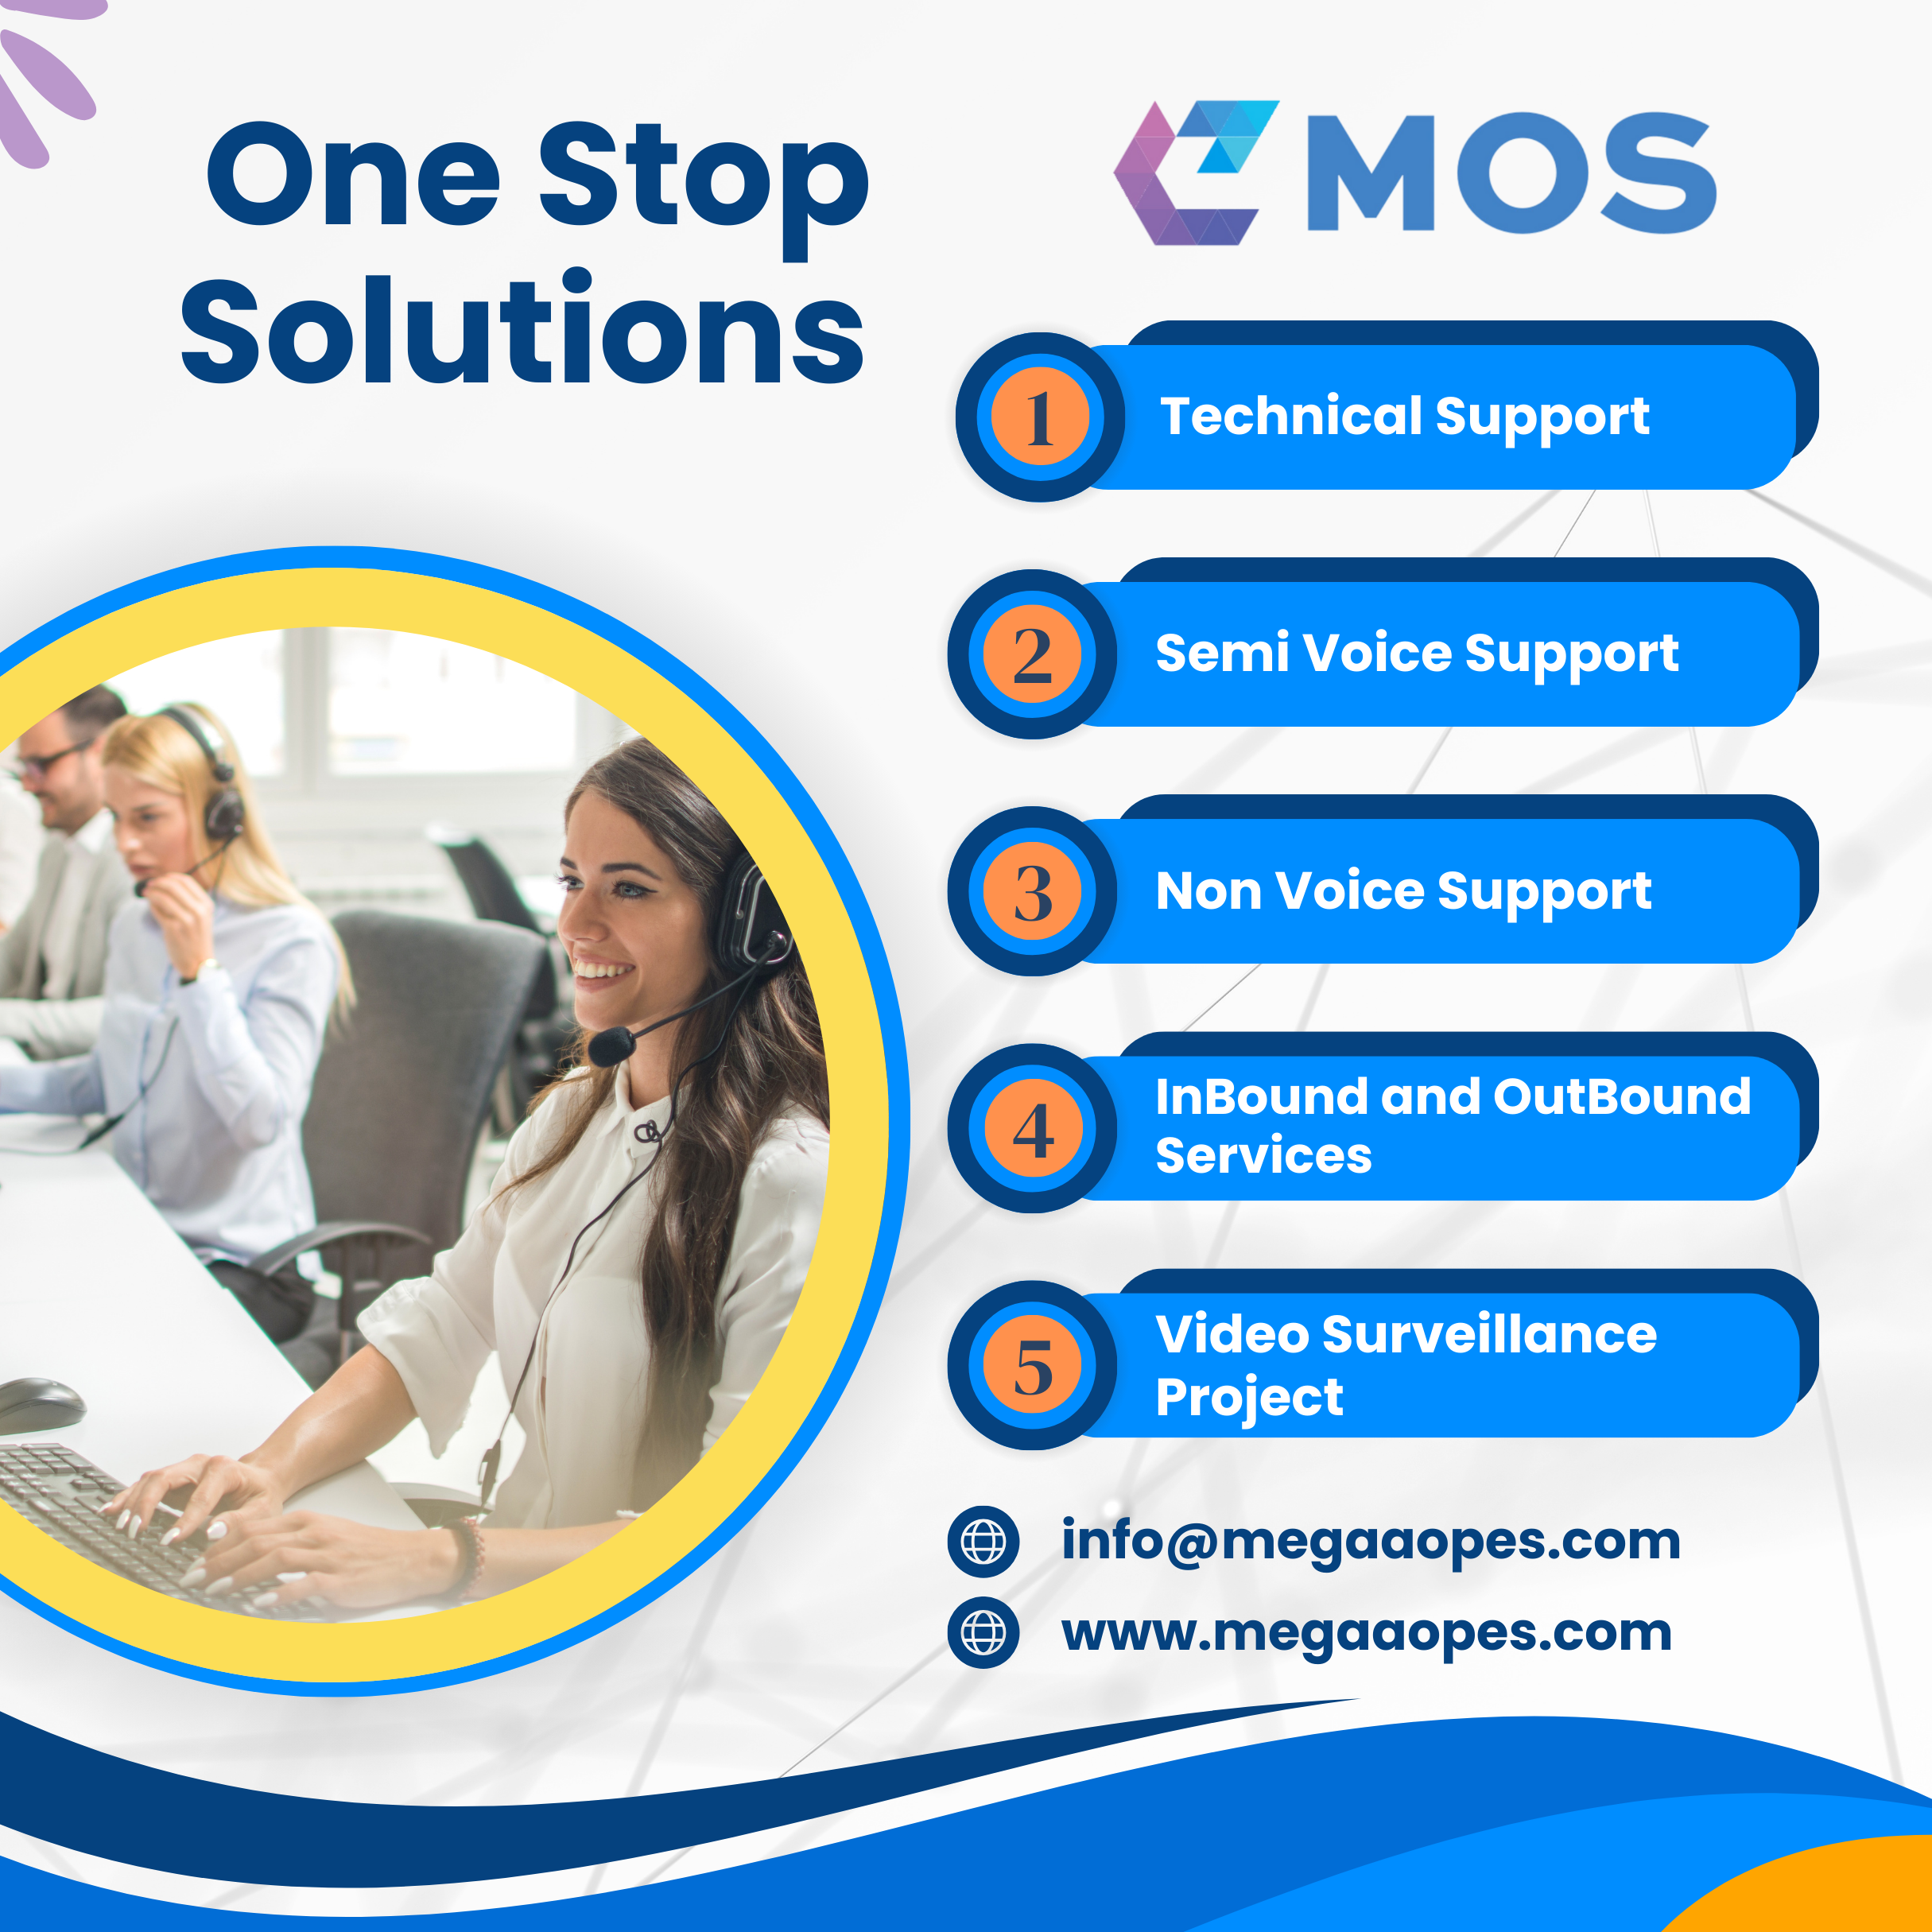 One Stop
Solutions
MOS
1
Technical Support
2
Semi Voice Support
3
Non Voice Support
4
InBound and OutBound
Services
5
Video Surveillance
Project
info@megaaopes.com
www.megaaopes.com